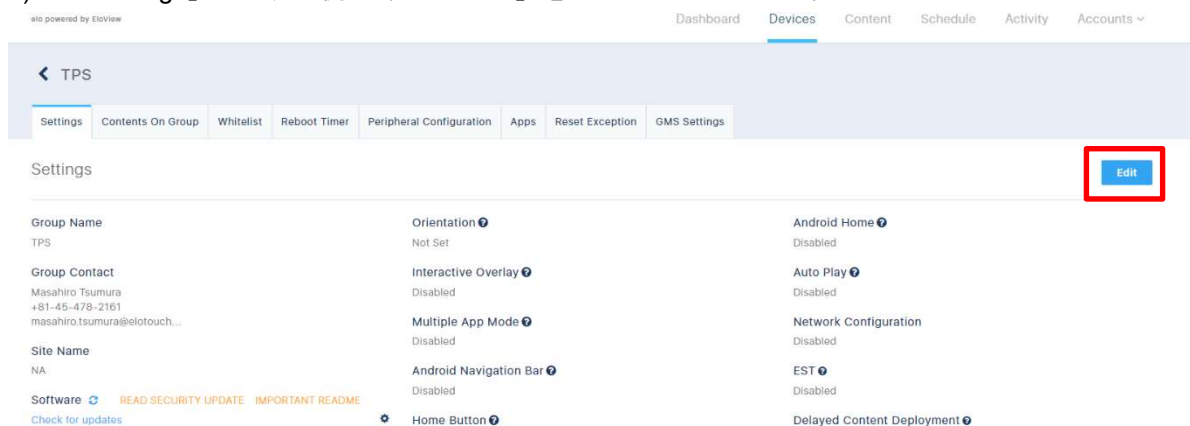 elo powered by EloView
Dashboard Devices Content Schedule Activity Accounts
TPS
Settings Contents On Group Whitelist Reboot Timer Peripheral Configuration Apps Reset Exception GMS Settings
Settings
Edit
Group Name
TPS
Group Contact
Masahiro Tsumura
+81-45-478-2161
masahiro.tsumura@elotouch...
Site Name
NA
Software READ SECURITY UPDATE IMPORTANT README
Check for updates
Orientation
Not Set
Interactive Overlay
Disabled
Multiple App Mode
Disabled
Android Navigation Bar
Disabled
Home Button
Android Home
Disabled
Auto Play
Disabled
Network Configuration
Disabled
EST
Disabled
Delayed Content Deployment